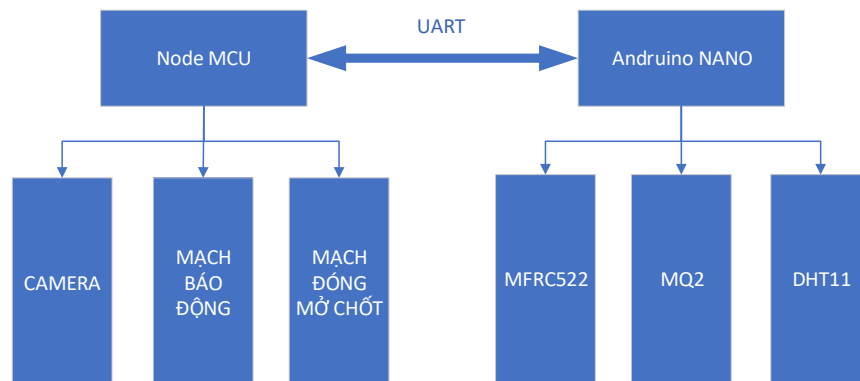 UART
Node MCU
Andruino NANO
CAMERA
MẠCH
BÁO
ĐỘNG
MẠCH
ĐÓNG
MỞ CHỐT
MFRC522
MQ2
DHT11